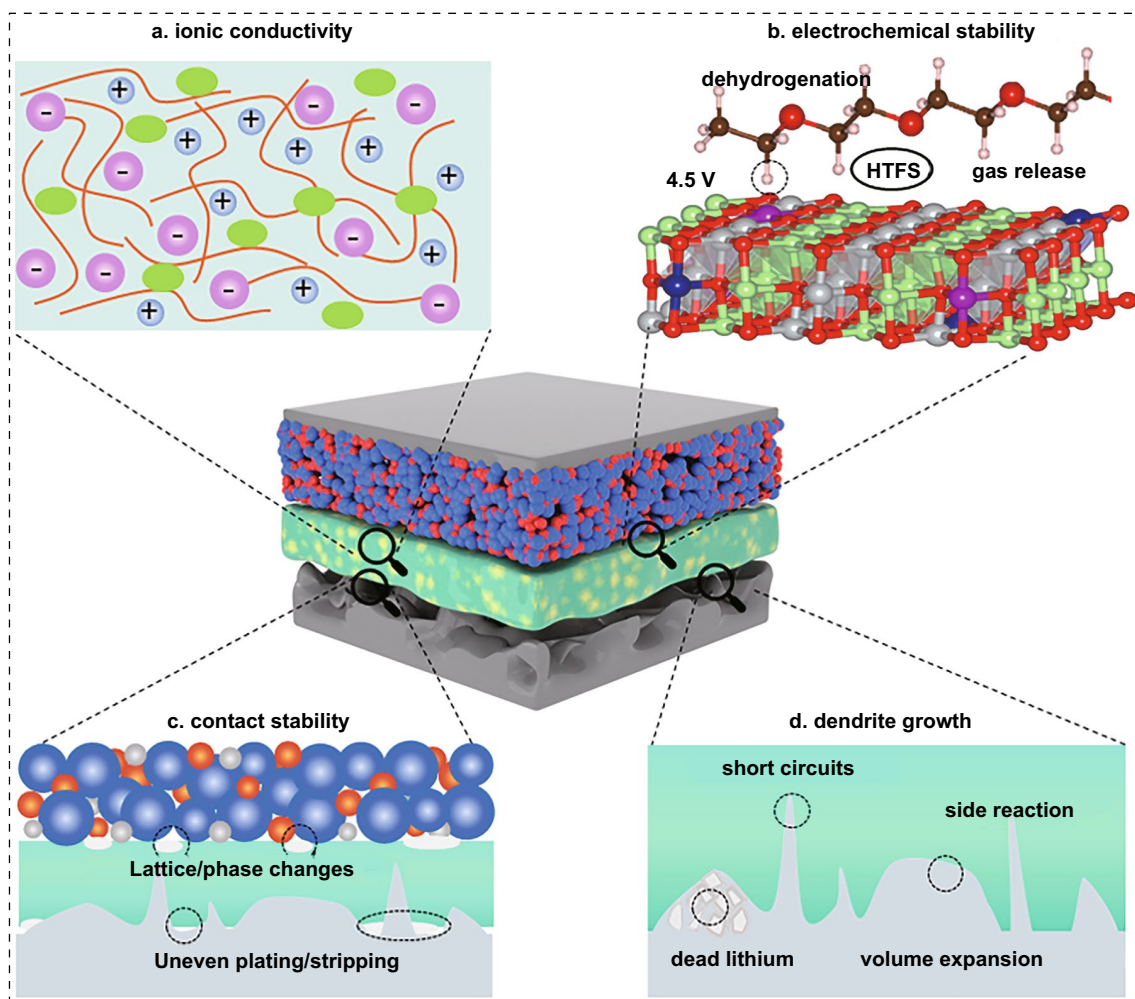 a. ionic conductivity
b. electrochemical stability
dehydrogenation
4.5 V
HTFS
gas release
c. contact stability
Lattice/phase changes
Uneven plating/stripping
d. dendrite growth
short circuits
side reaction
dead lithium
volume expansion